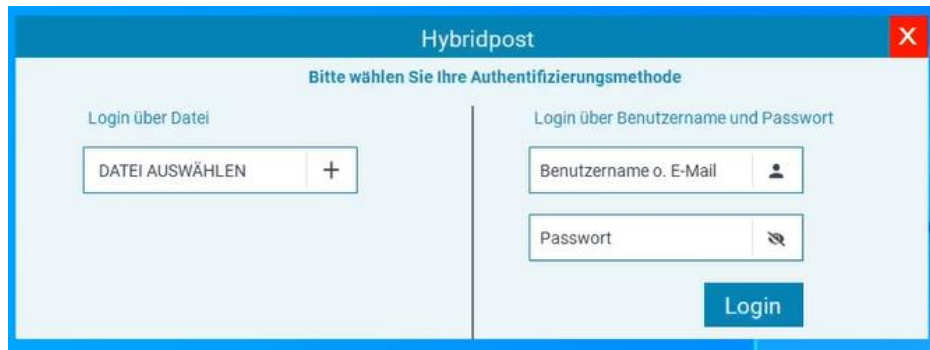 Hybridpost
X
Bitte wählen Sie Ihre Authentifizierungsmethode
Login über Datei
DATEI AUSWÄHLEN
Login über Benutzername und Passwort
Benutzername o. E-Mail
Passwort
Login